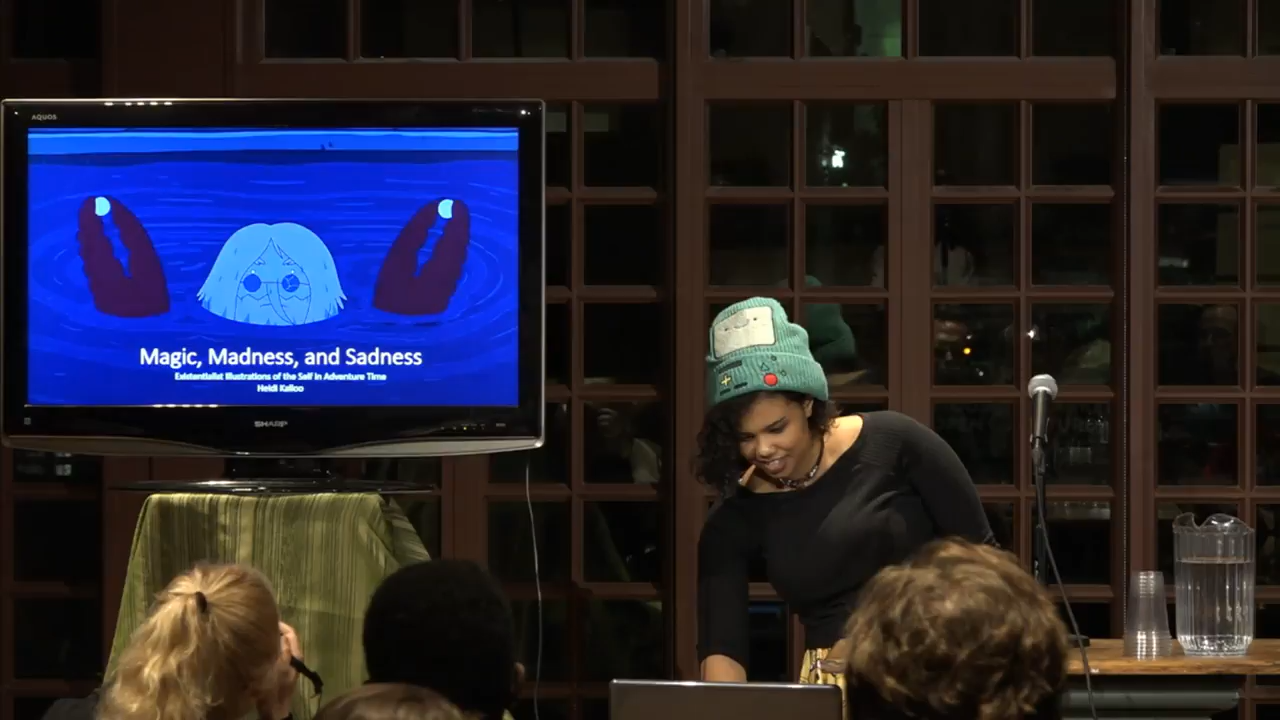 AQUOS
Magic, Madness, and Sadness
Existentialist Illustrations of the Self in Adventure Time
Heidi Kalloo
SHARP